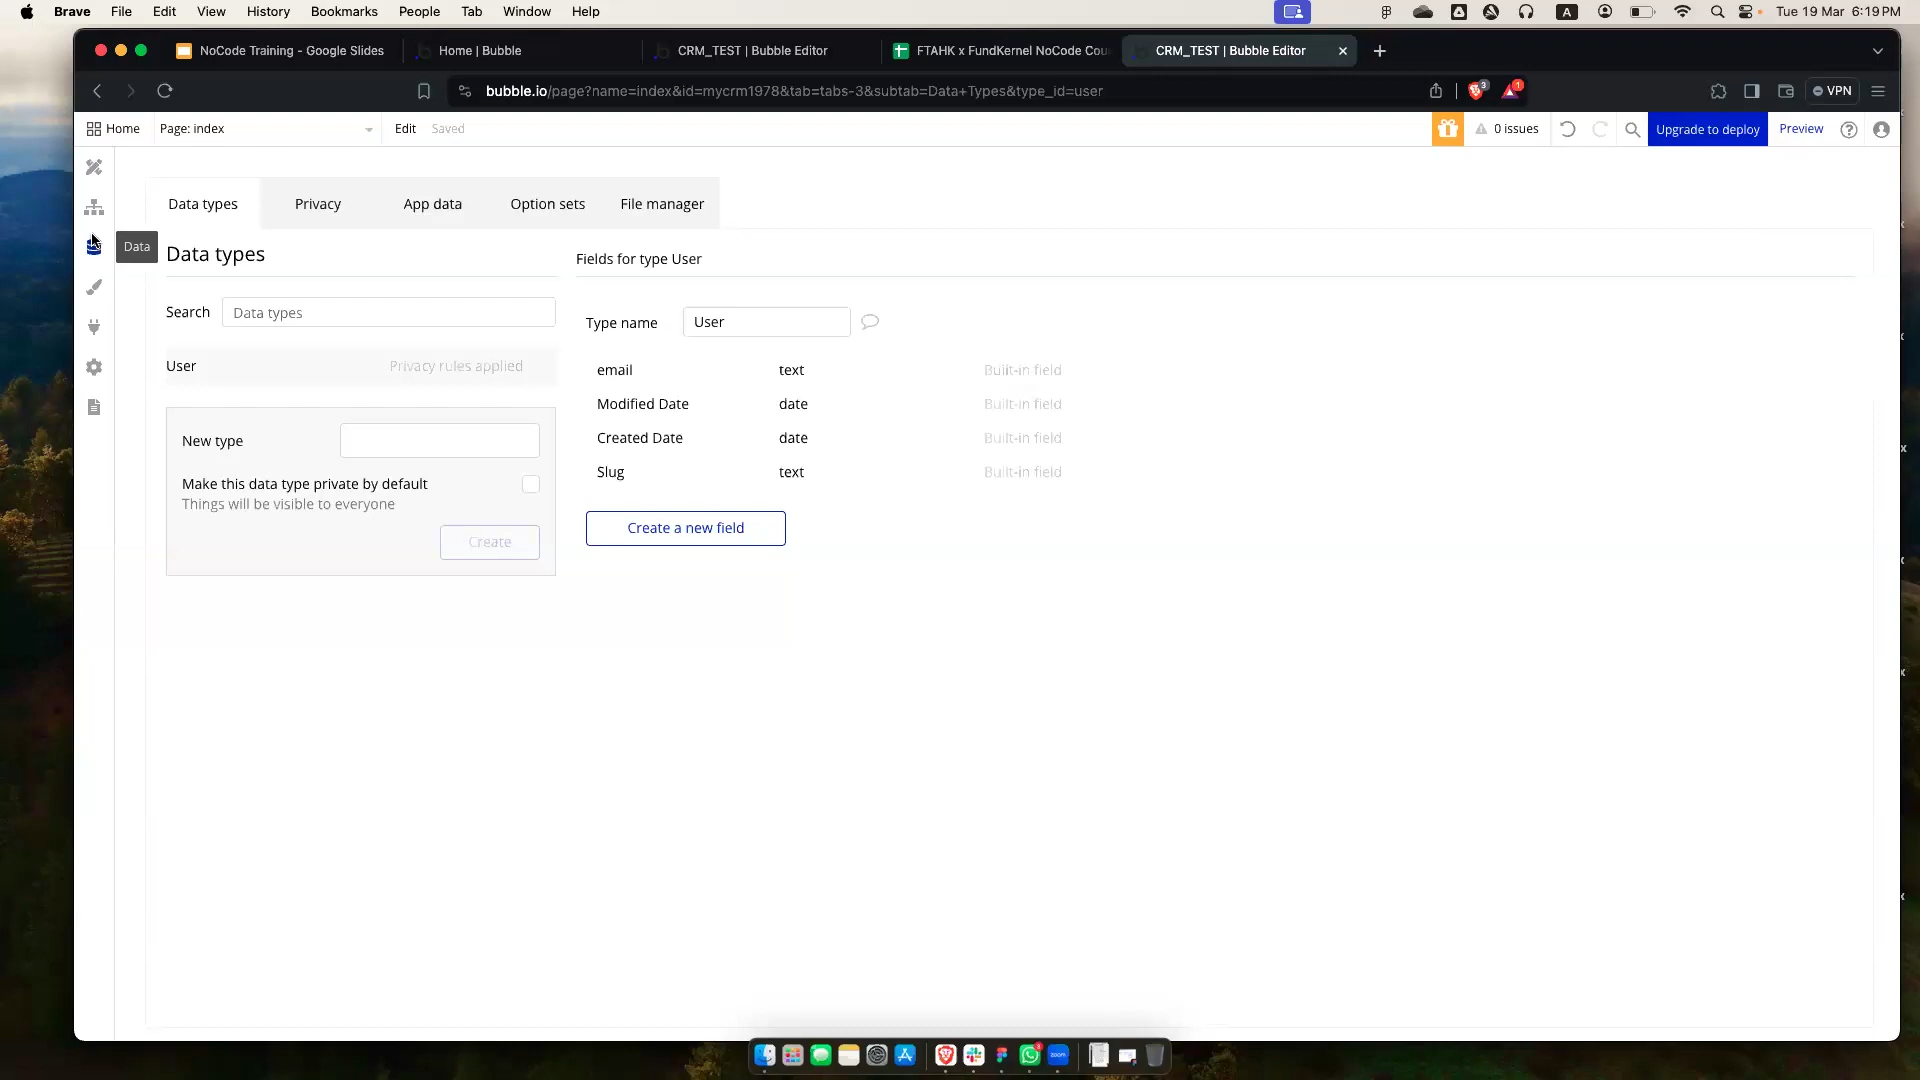 Brave File Edit View History Bookmarks People Tab Window Help A Tue 19 Mar 6:19 PM
NoCode Training - Google Slides Home | Bubble CRM_TEST | Bubble Editor FTAHK x FundKernel NoCode Cou CRM_TEST | Bubble Editor
bubble.io/page?name=index&id=mycrm1978&tab=tabs-3&subtab=Data+Types&type_id=user 3 1 VPN
Home Page: index Edit Saved 0 issues Upgrade to deploy Preview ?
Data types Privacy App data Option sets File manager
Data
Data types
Fields for type User
Search Data types
Type name User
User Privacy rules applied
email text Built-in field
Modified Date date Built-in field
Created Date date Built-in field
Slug text Built-in field
New type
Make this data type private by default
Things will be visible to everyone
Create
Create a new field
zoom